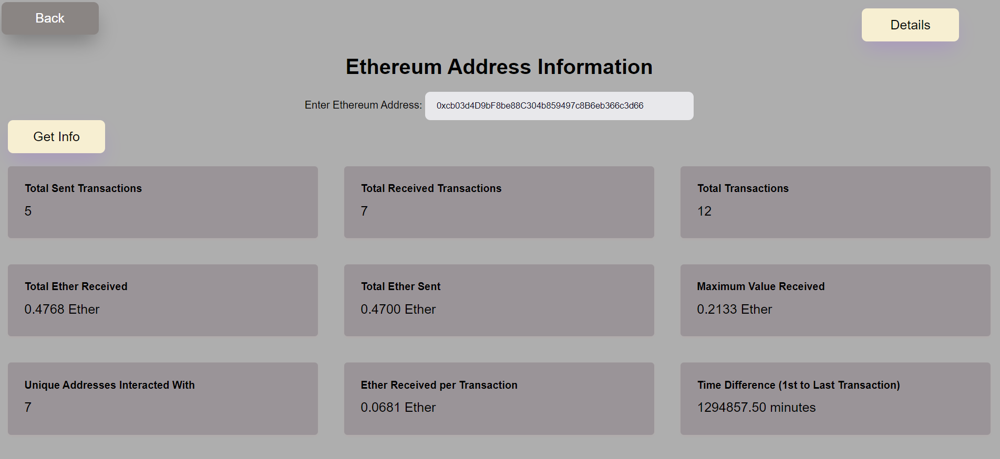 Back
Details
Ethereum Address Information
Enter Ethereum Address: 0xcb03d4D9bF8be88C304b859497c8B6eb366c3d66
Get Info
Total Sent Transactions
5
Total Received Transactions
7
Total Transactions
12
Total Ether Received
0.4768 Ether
Total Ether Sent
0.4700 Ether
Maximum Value Received
0.2133 Ether
Unique Addresses Interacted With
7
Ether Received per Transaction
0.0681 Ether
Time Difference (1st to Last Transaction)
1294857.50 minutes